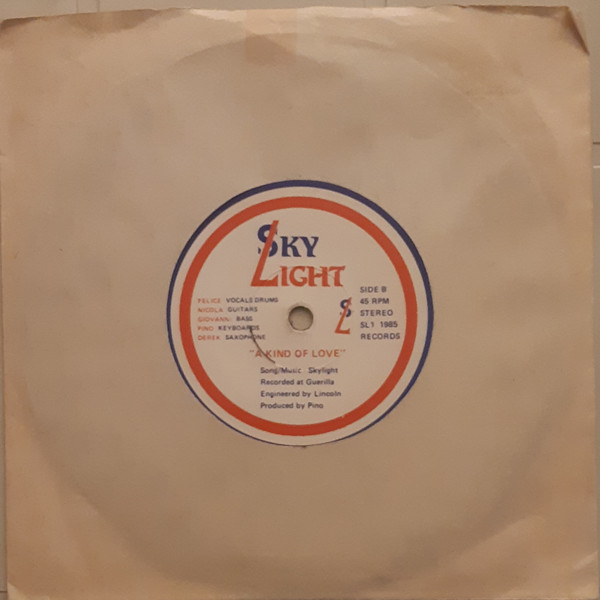 SKY
LIGHT
FELICE VOCALS:DRUMS
NICOLA GUITARS
GIOVANNI BASS
PINO KEYBOARDS
DEREK SAXOPHONE
SIDE B
45 RPM
STEREO
SL1 1985
RECORDS
SL
"A KIND OF LOVE"
Song/Music Skylight
Recorded at Guerilla
Engineered by Lincoln
Produced by Pino